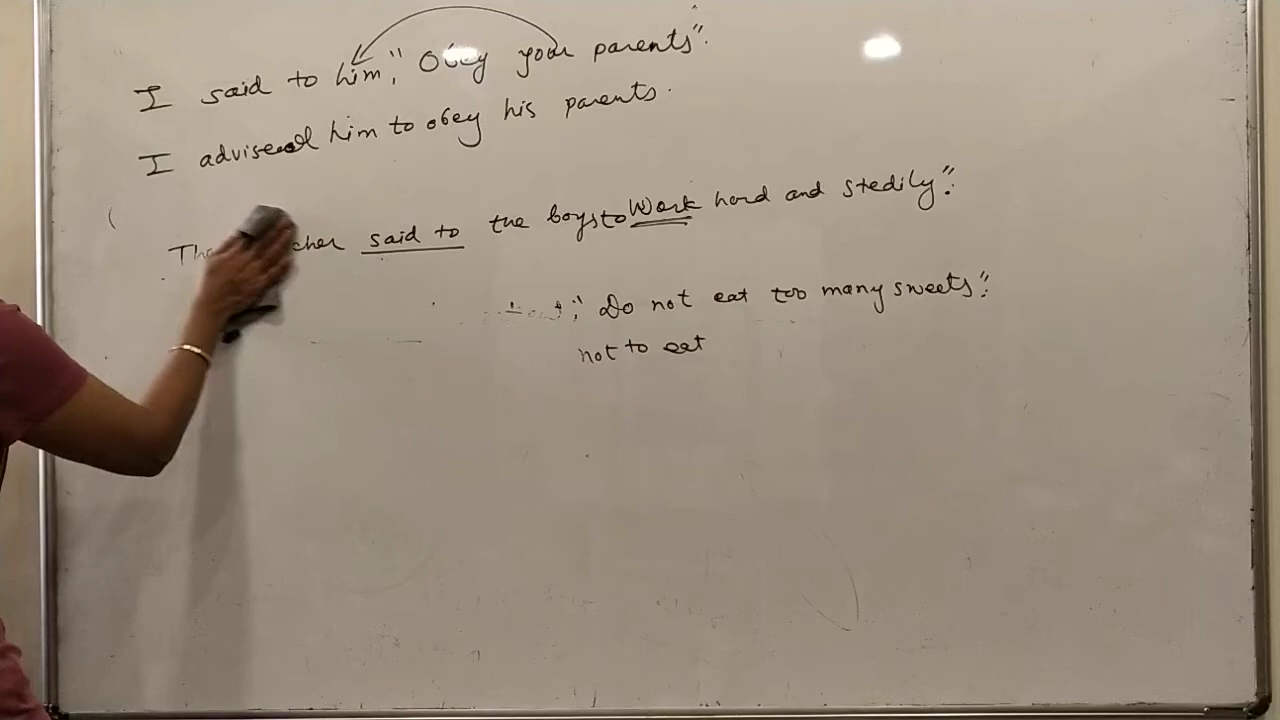 I said to him," Obey your parents".
I advised him to obey his parents.
said to the boys to Work hard and stedily".
" Do not eat too many sweets".
not to eat